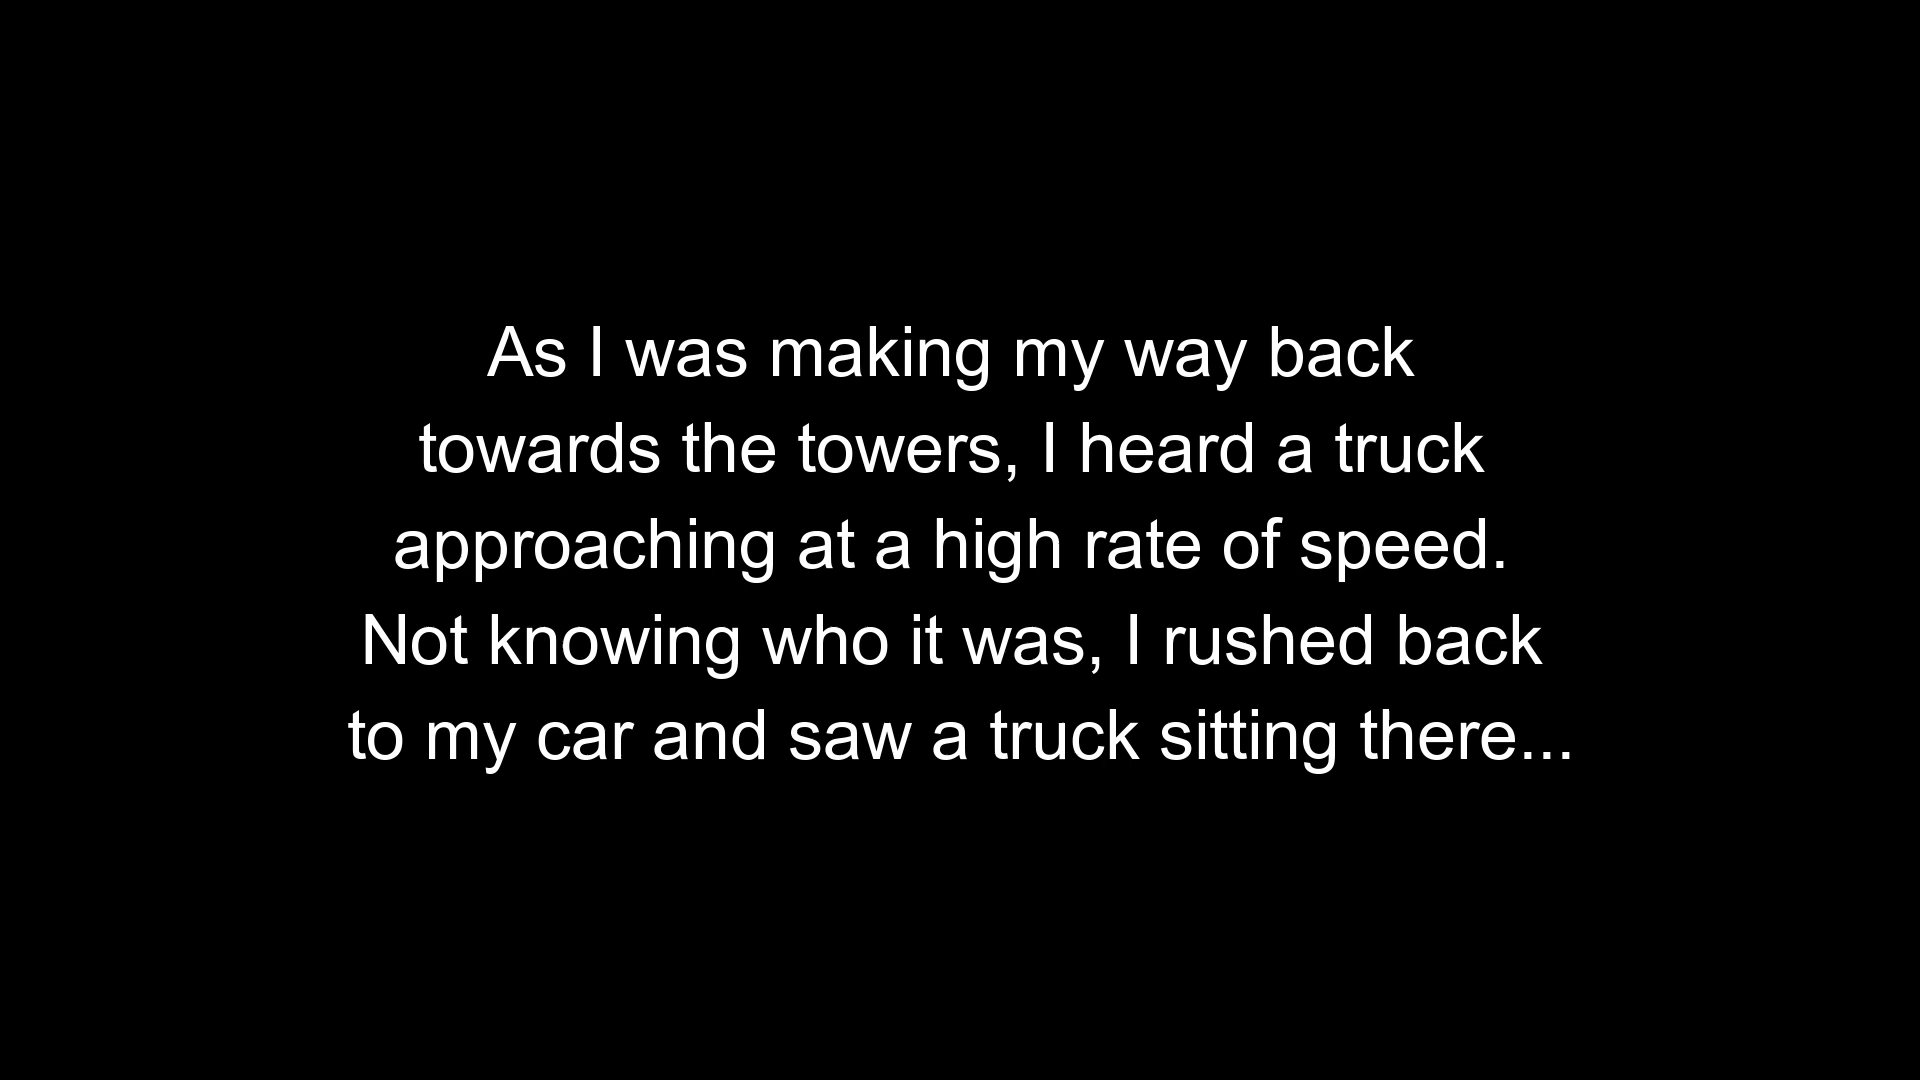 As I was making my way back
towards the towers, I heard a truck
approaching at a high rate of speed.
Not knowing who it was, I rushed back
to my car and saw a truck sitting there...